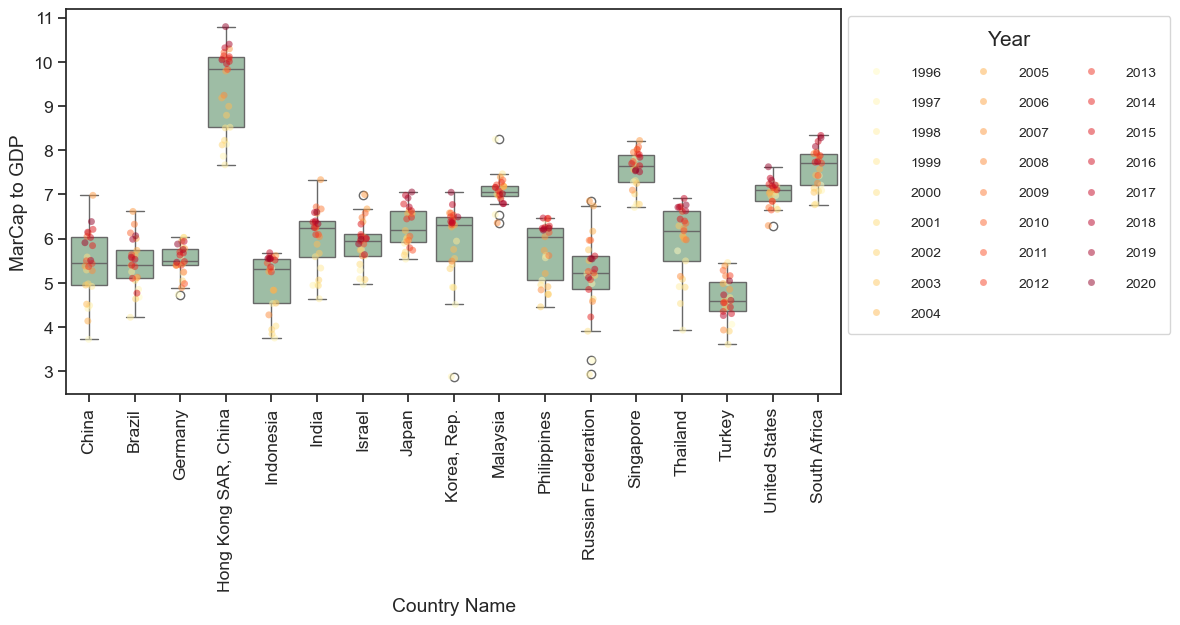 11
10
9
8
7
6
5
4
3
MarCap to GDP
China
Brazil
Germany
Hong Kong SAR, China
Indonesia
India
Israel
Japan
Korea, Rep.
Malaysia
Philippines
Russian Federation
Singapore
Thailand
Turkey
United States
South Africa
Country Name
Year
1996
1997
1998
1999
2000
2001
2002
2003
2004
2005
2006
2007
2008
2009
2010
2011
2012
2013
2014
2015
2016
2017
2018
2019
2020